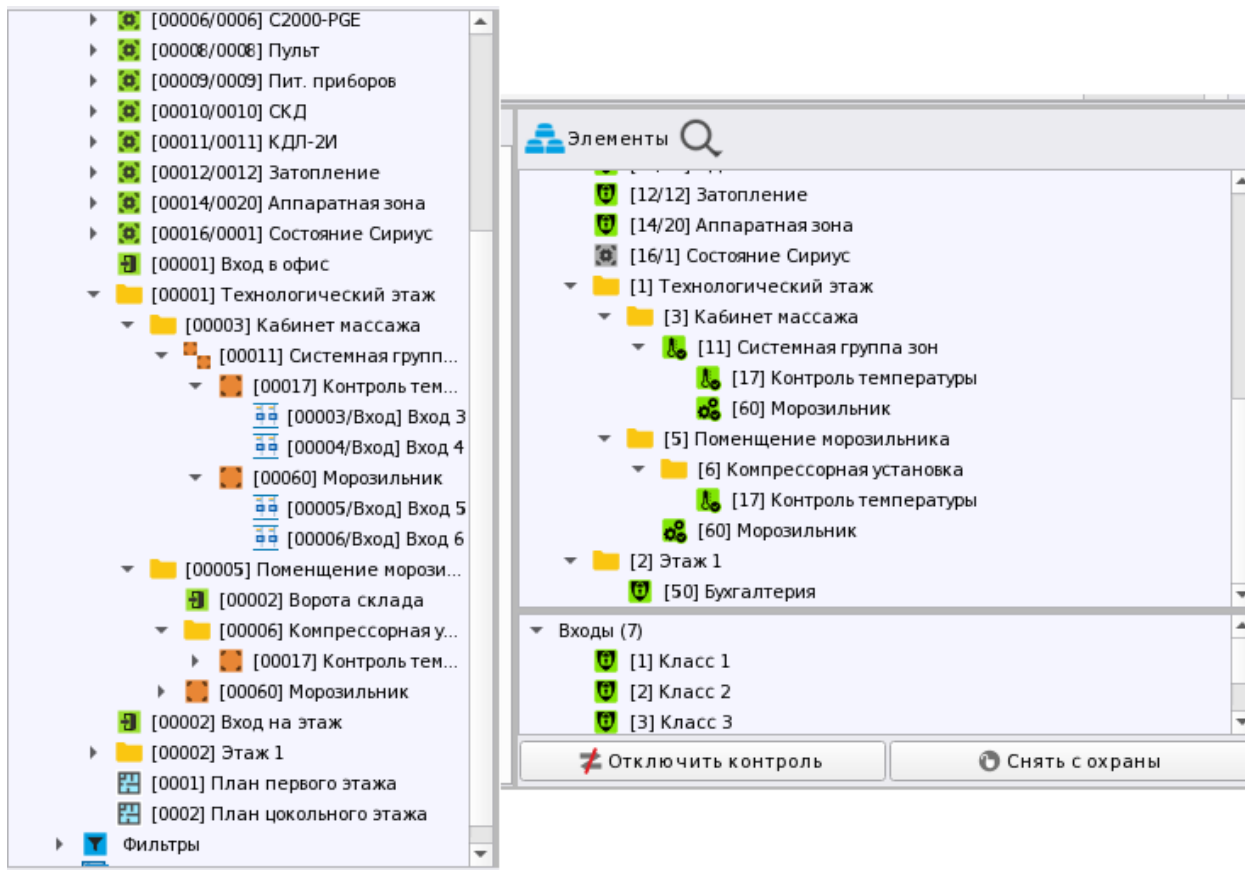 [00006/0006] С2000-PGE
[00008/0008] Пульт
[00009/0009] Пит. приборов
[00010/0010] СКД
[00011/0011] КДЛ-2И
[00012/0012] Затопление
[00014/0020] Аппаратная зона
[00016/0001] Состояние Сириус
[00001] Вход в офис
[00001] Технологический этаж
[00003] Кабинет массажа
[00011] Системная групп...
[00017] Контроль тем...
[00003/Вход] Вход 3
[00004/Вход] Вход 4
[00060] Морозильник
[00005/Вход] Вход 5
[00006/Вход] Вход 6
[00005] Поменщение морози...
[00002] Ворота склада
[00006] Компрессорная у...
[00017] Контроль тем...
[00060] Морозильник
[00002] Вход на этаж
[00002] Этаж 1
[0001] План первого этажа
[0002] План цокольного этажа
Фильтры
Элементы
[12/12] Затопление
[14/20] Аппаратная зона
[16/1] Состояние Сириус
[1] Технологический этаж
[3] Кабинет массажа
[11] Системная группа зон
[17] Контроль температуры
[60] Морозильник
[5] Поменщение морозильника
[6] Компрессорная установка
[17] Контроль температуры
[60] Морозильник
[2] Этаж 1
[50] Бухгалтерия
Входы (7)
[1] Класс 1
[2] Класс 2
[3] Класс 3
Отключить контроль
Снять с охраны